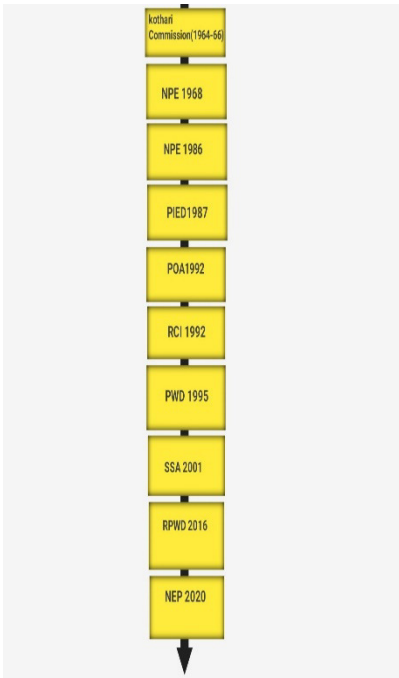 kothari
Commission(1964-66)
NPE 1968
NPE 1986
PIED1987
POA1992
RCI 1992
PWD 1995
SSA 2001
RPWD 2016
NEP 2020